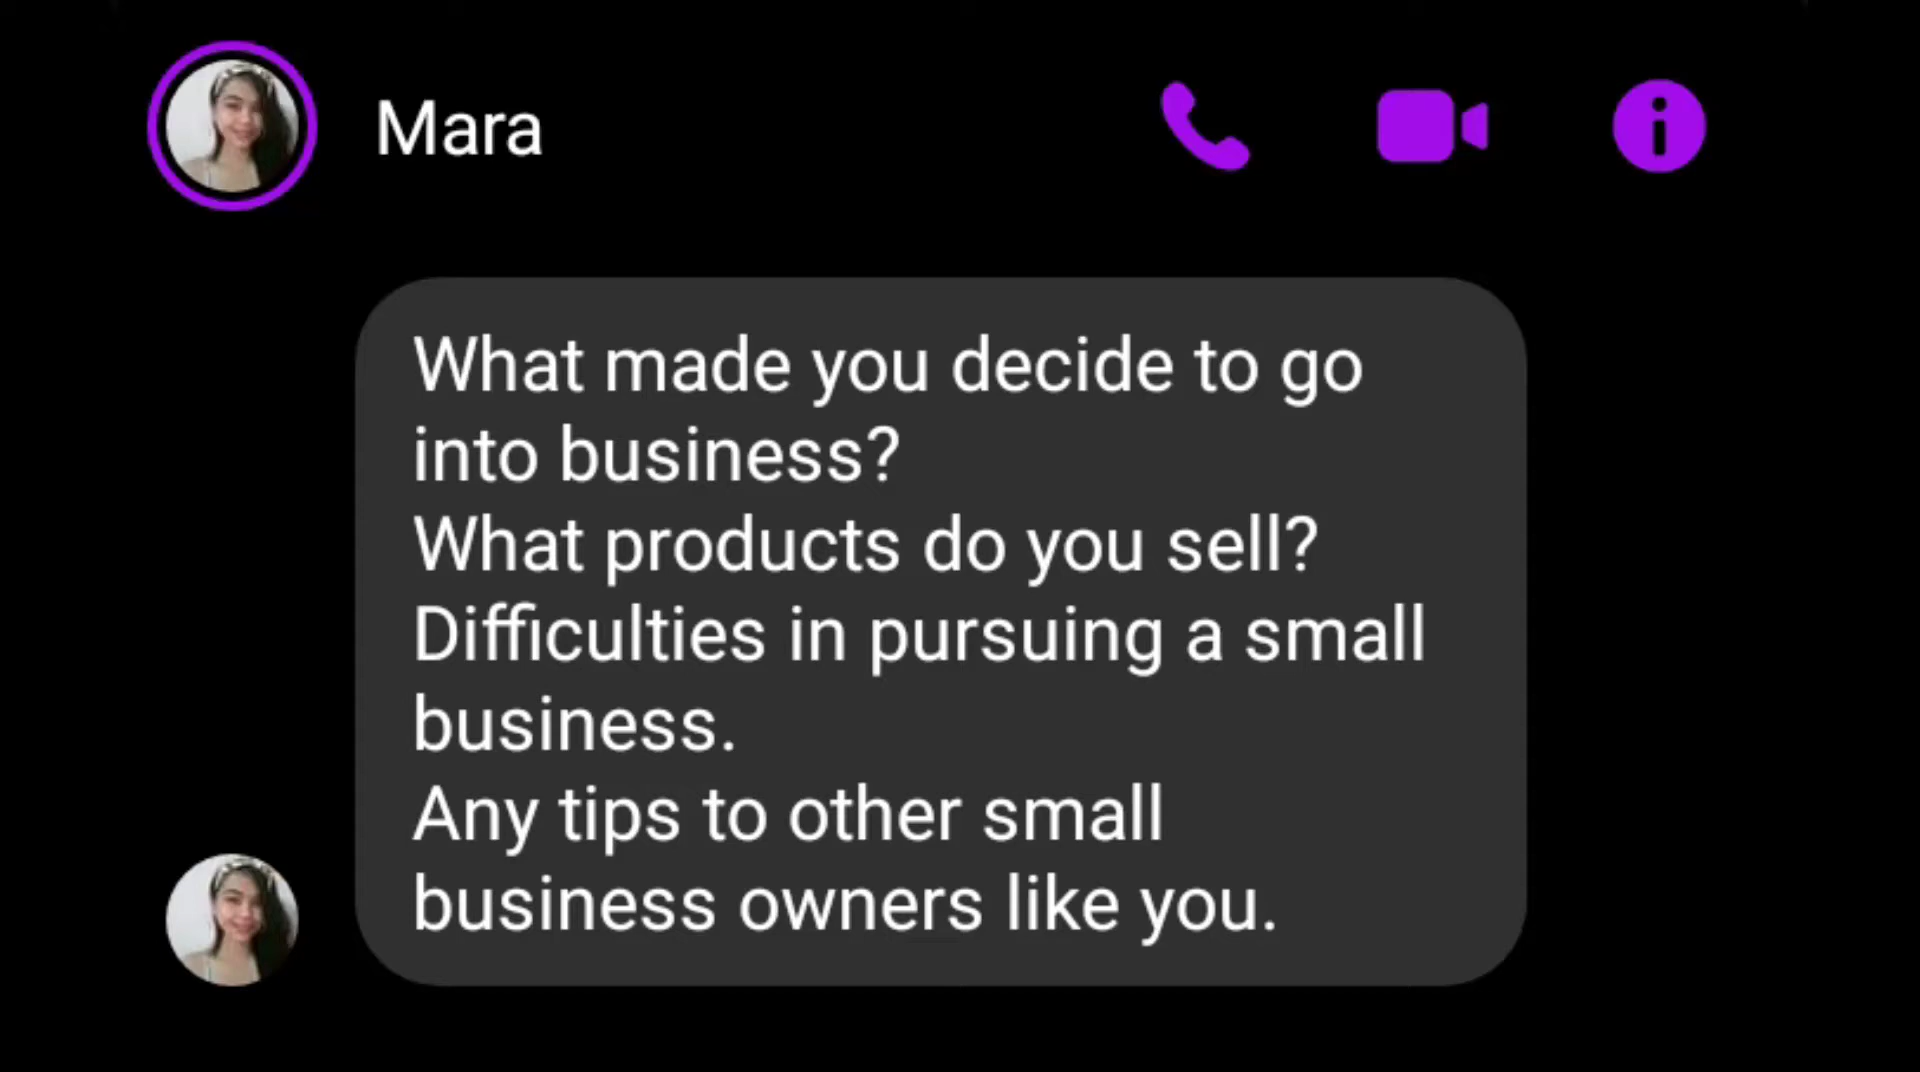 Mara
What made you decide to go
into business?
What products do you sell?
Difficulties in pursuing a small
business.
Any tips to other small
business owners like you.